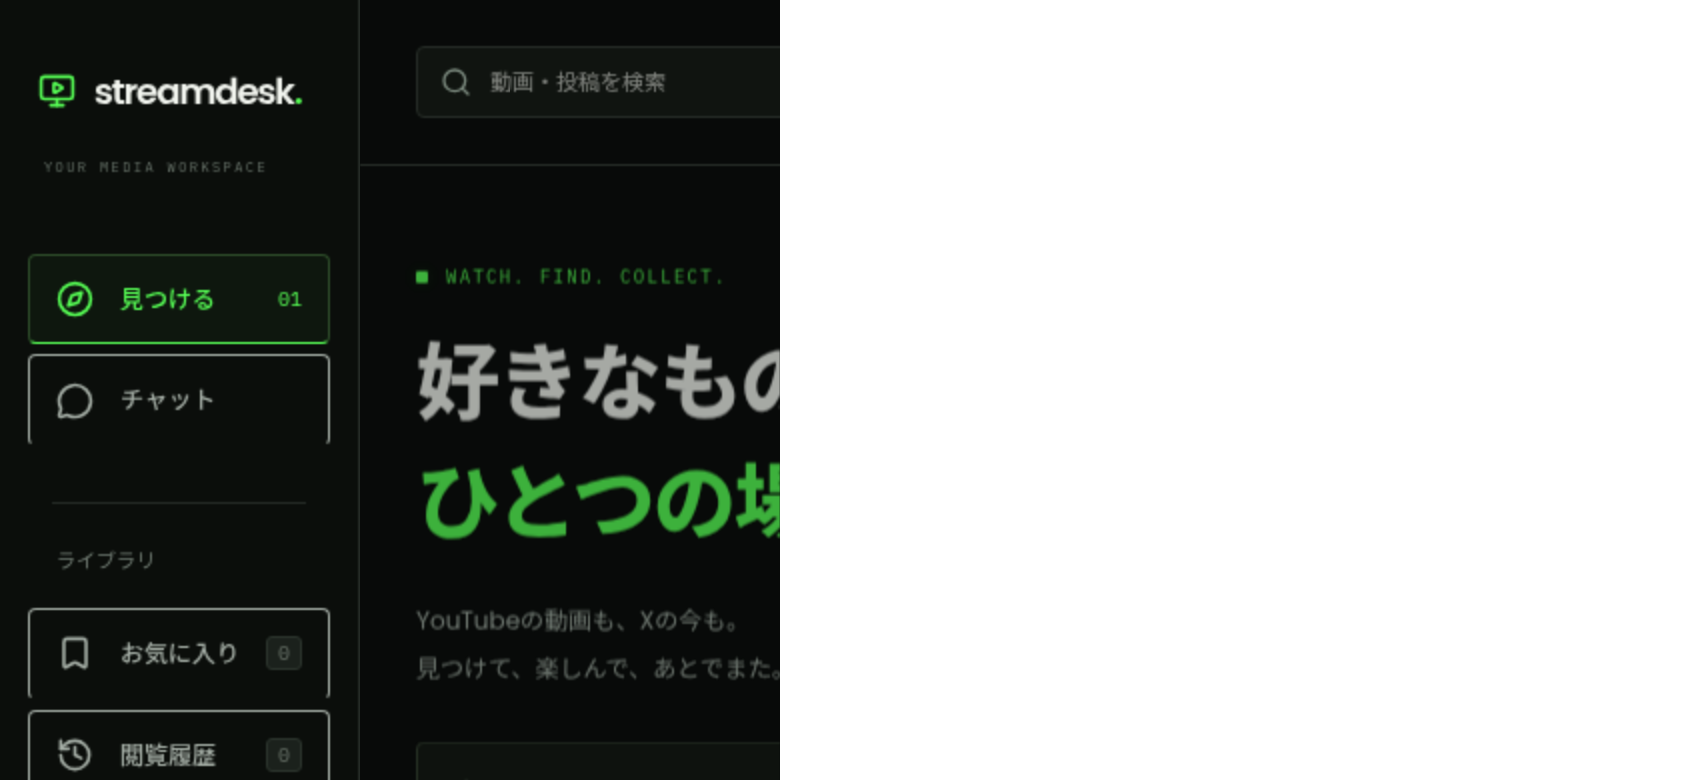 streamdesk.
YOUR MEDIA WORKSPACE
見つける 01
チャット
ライブラリ
お気に入り 0
閲覧履歴 0
動画・投稿を検索
WATCH. FIND. COLLECT.
好きなもの
ひとつの場
YouTubeの動画も、Xの今も。
見つけて、楽しんで、あとでまた。